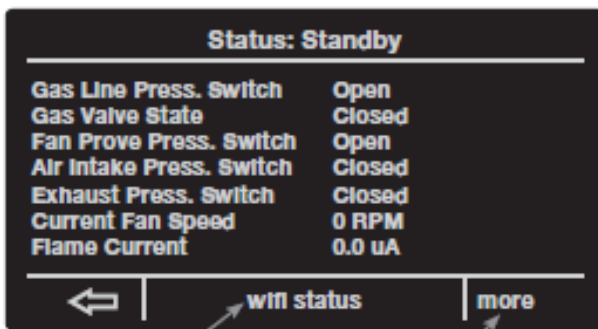 Status: Standby
Gas Line Press. Switch Open
Gas Valve State Closed
Fan Prove Press. Switch Open
Air Intake Press. Switch Closed
Exhaust Press. Switch Closed
Current Fan Speed 0 RPM
Flame Current 0.0 uA
wifi status more